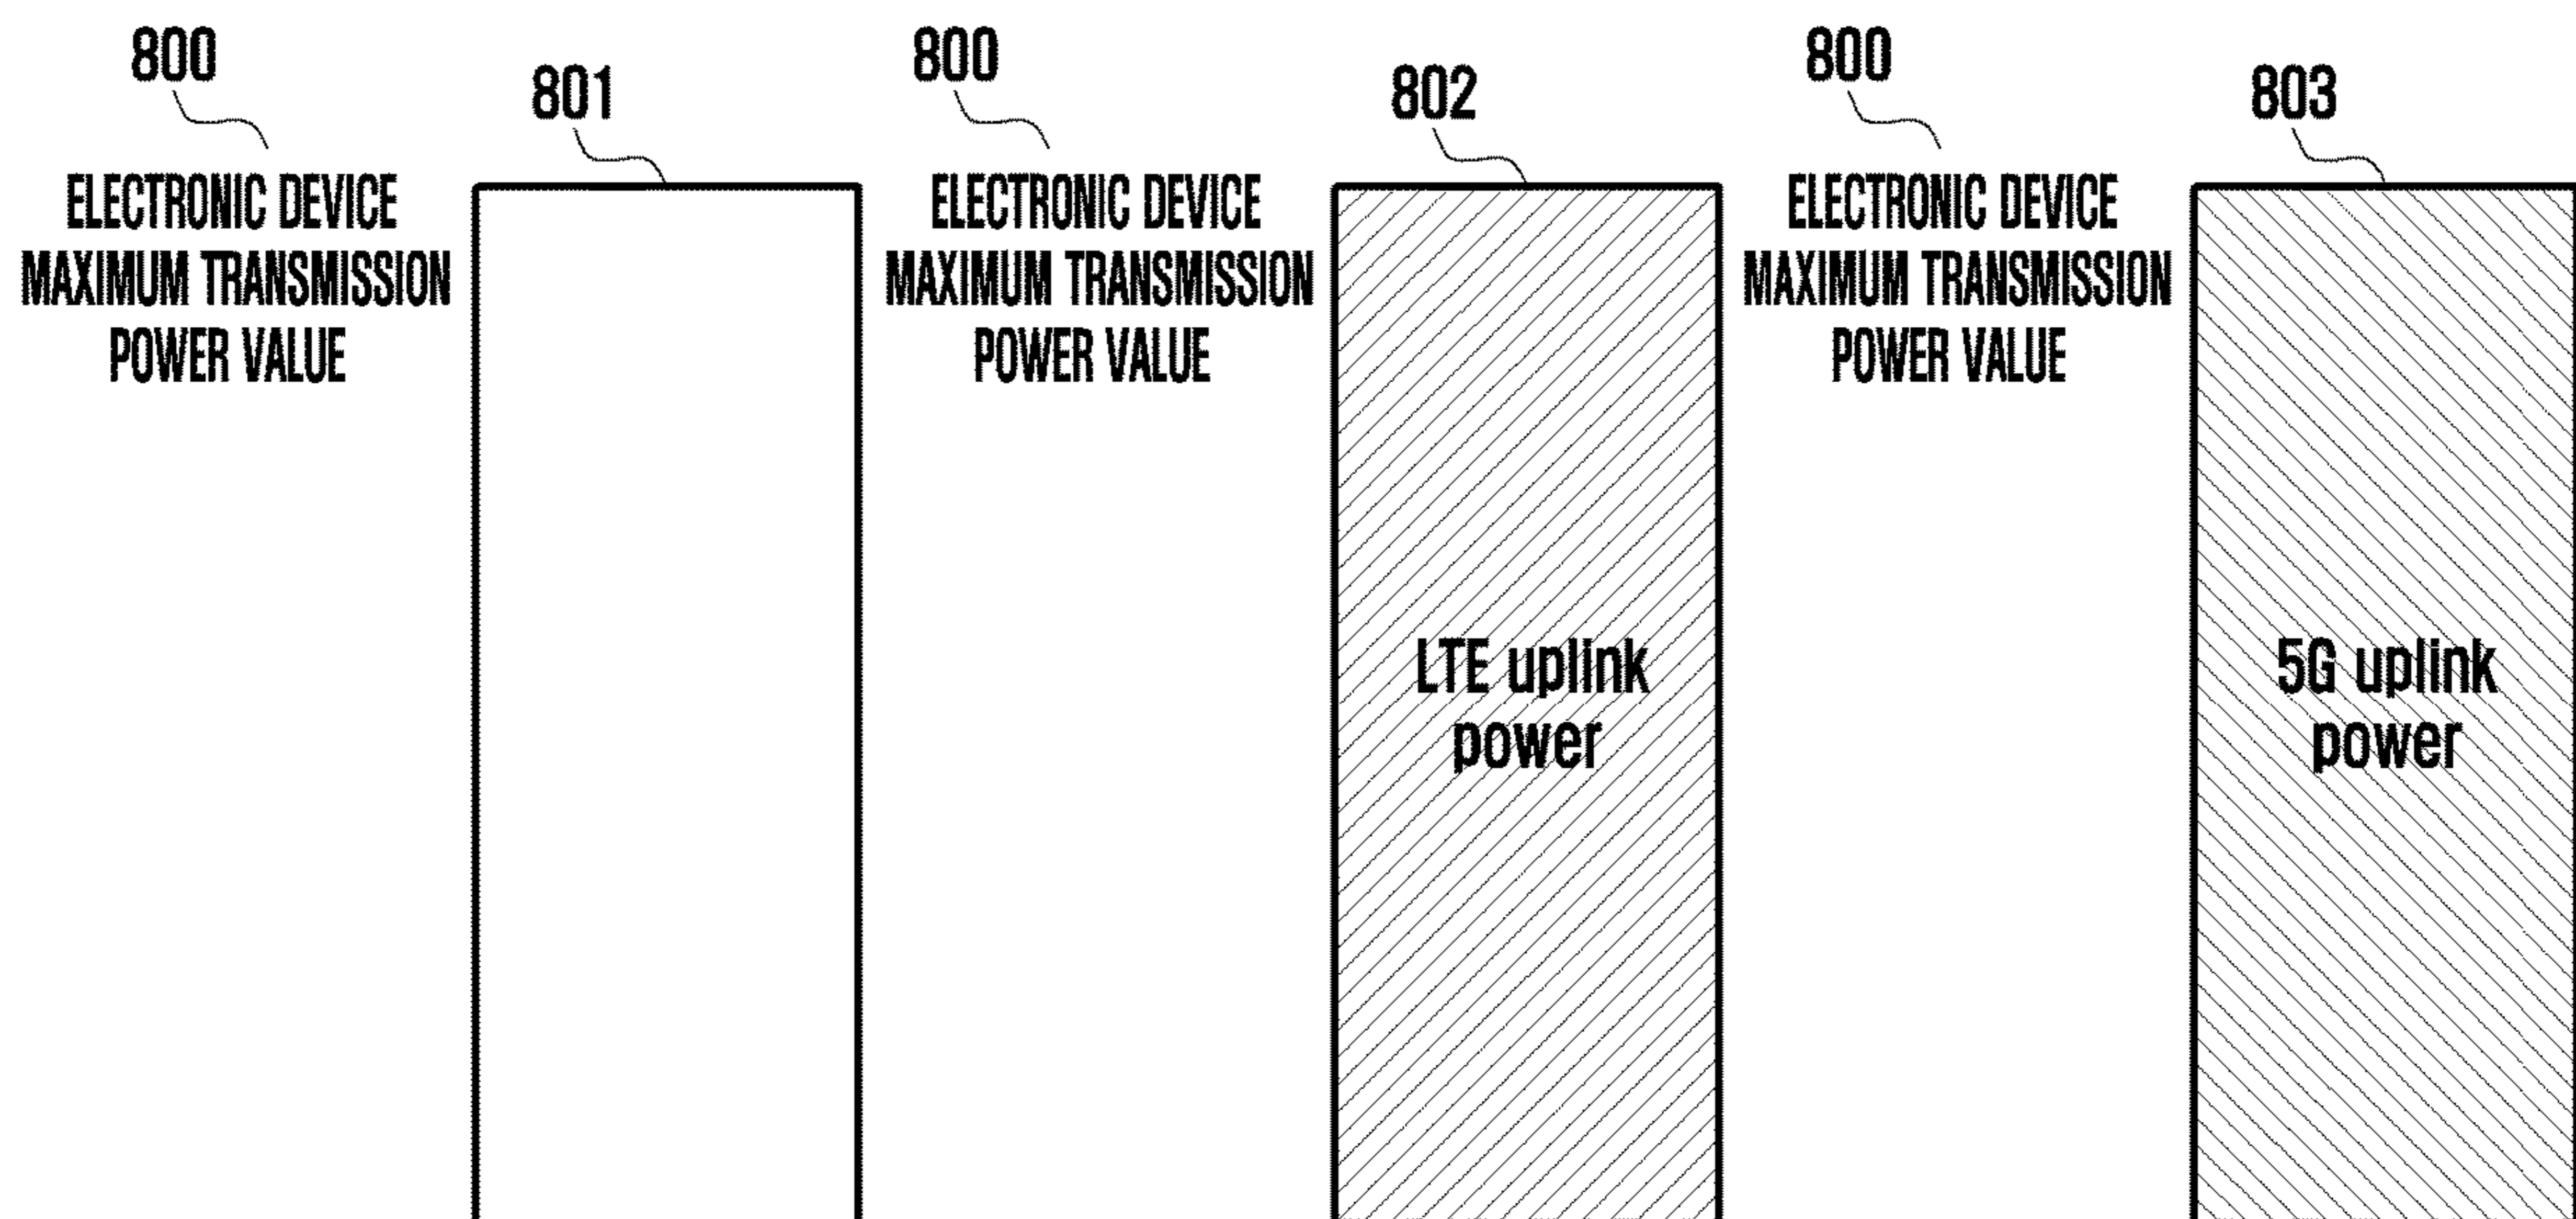 800
801
800
802
800
803
ELECTRONIC DEVICE
MAXIMUM TRANSMISSION
POWER VALUE
ELECTRONIC DEVICE
MAXIMUM TRANSMISSION
POWER VALUE
ELECTRONIC DEVICE
MAXIMUM TRANSMISSION
POWER VALUE
LTE uplink
power
5G uplink
power